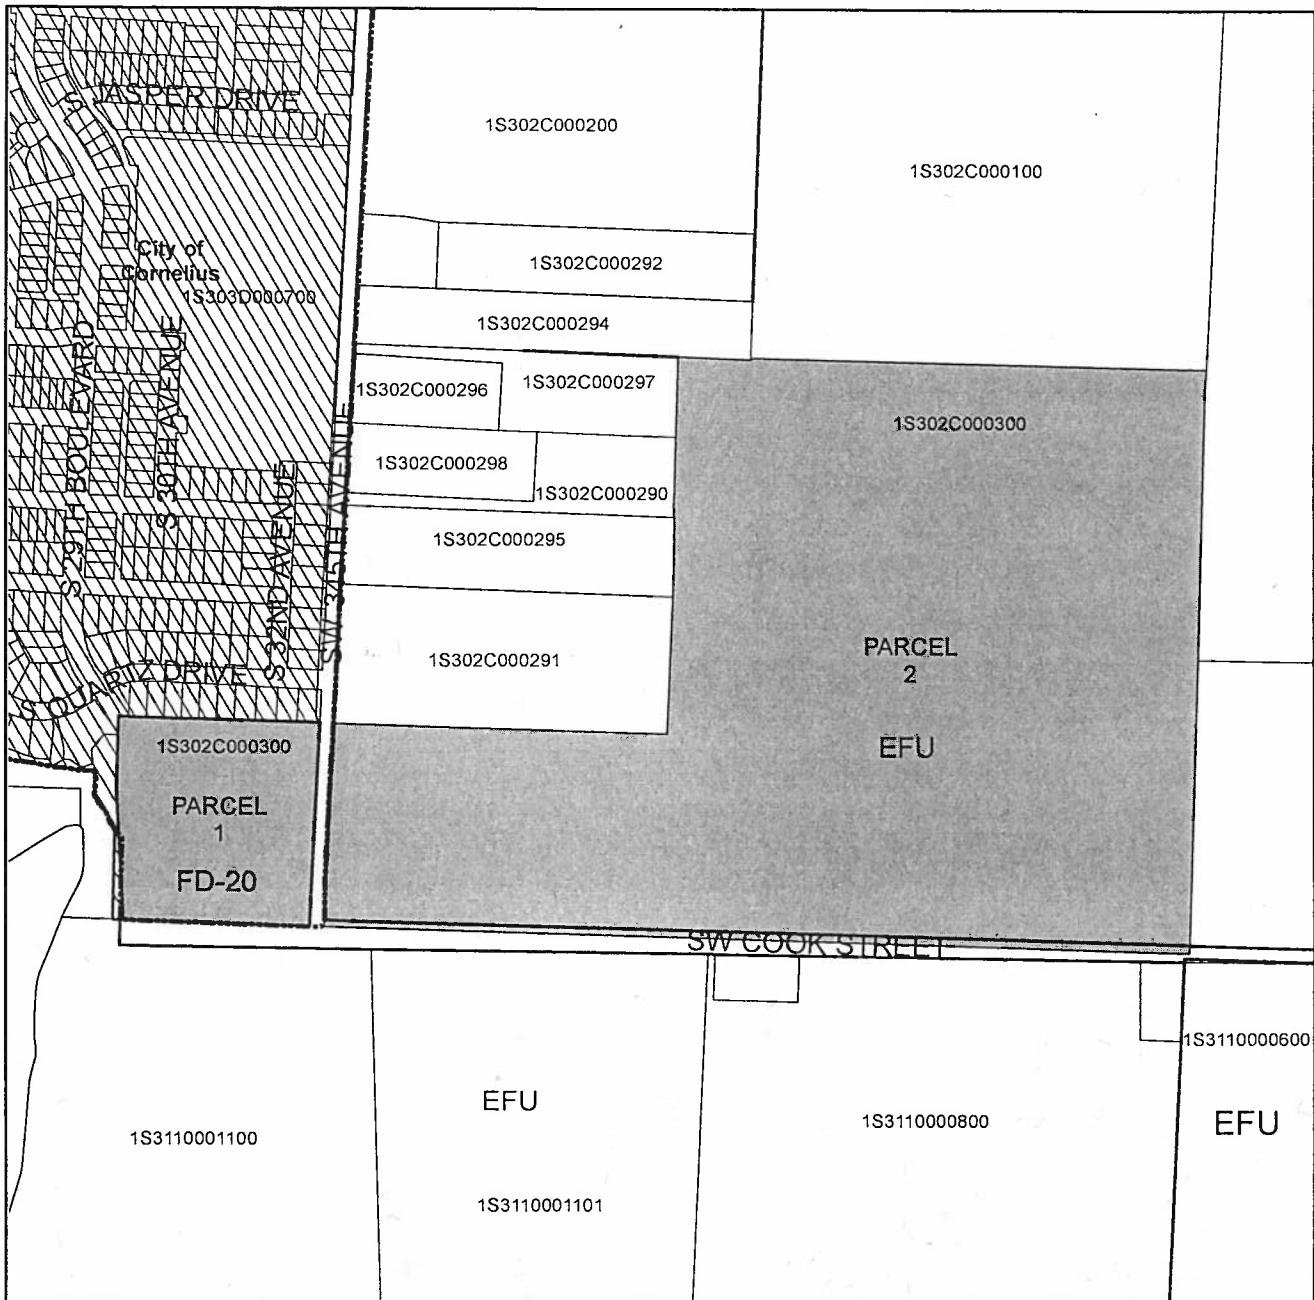 S JASPER DRIVE
1S302C000200
1S302C000100
City of
Cornelius
1S303D000700
1S302C000292
1S302C000294
1S302C000296
1S302C000297
1S302C000300
1S302C000298
1S302C000290
1S302C000295
S 29TH BOULEVARD
S 30TH AVENUE
S 32ND AVENUE
SW 345TH AVENUE
1S302C000291
PARCEL
2
EFU
S QUARTZ DRIVE
1S302C000300
PARCEL
1
FD-20
SW COOK STREET
1S3110000600
EFU
1S3110001100
1S3110000800
EFU
1S3110001101